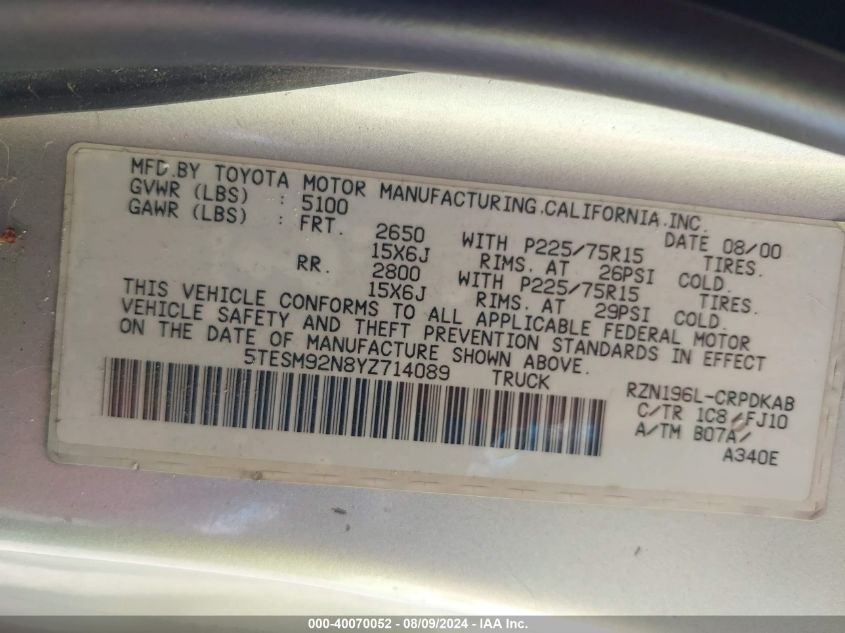 MFD.BY TOYOTA MOTOR MANUFACTURING.CALIFORNIA.INC.
GVWR (LBS) : 5100 DATE 08/00
GAWR (LBS) : FRT. 2650 WITH P225/75R15 TIRES.
15X6J RIMS. AT 26PSI COLD.
RR. 2800 WITH P225/75R15 TIRES.
15X6J RIMS. AT 29PSI COLD.
THIS VEHICLE CONFORMS TO ALL APPLICABLE FEDERAL MOTOR
VEHICLE SAFETY AND THEFT PREVENTION STANDARDS IN EFFECT
ON THE DATE OF MANUFACTURE SHOWN ABOVE.
5TESM92N8YZ714089 TRUCK
RZN196L-CRPDKAB
C/TR 1C8/FJ10
A/TM B07A/
A340E
000-40070052 - 08/09/2024 - IAA Inc.